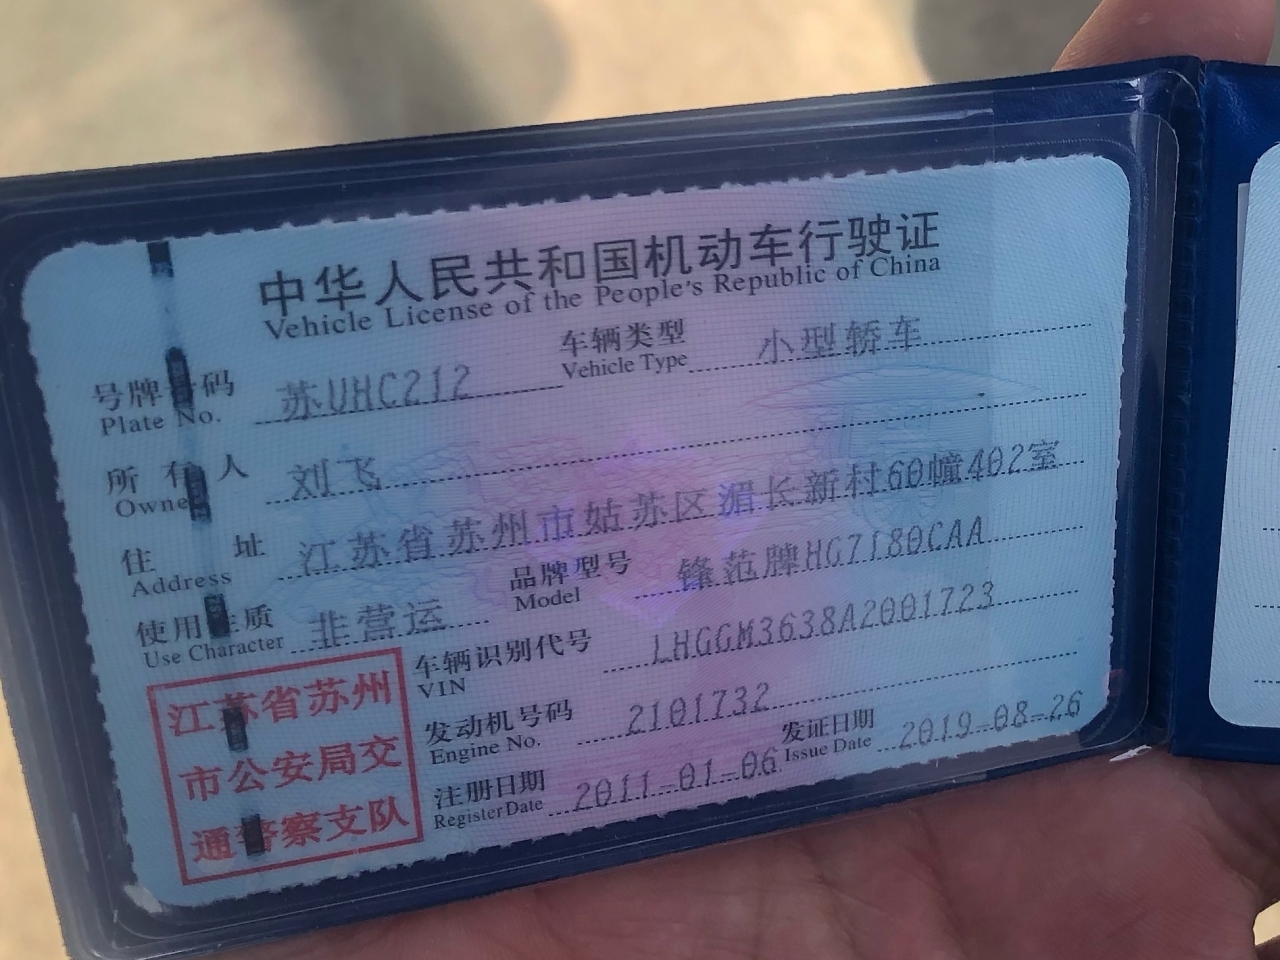 中华人民共和国机动车行驶证
Vehicle License of the People's Republic of China
号牌号码 苏UHC212 车辆类型 小型轿车
Plate No. Vehicle Type
所有人 刘飞
Owner
住址 江苏省苏州市姑苏区湄长新村60幢402室
Address
使用性质 非营运 品牌型号 锋范牌HG7180CAA
Use Character Model
江苏省苏州
市公安局交
通警察支队
车辆识别代号 LHGGM3638A2001723
VIN
发动机号码 2101732
Engine No.
注册日期 2011-01-06 发证日期 2019-08-26
Register Date Issue Date